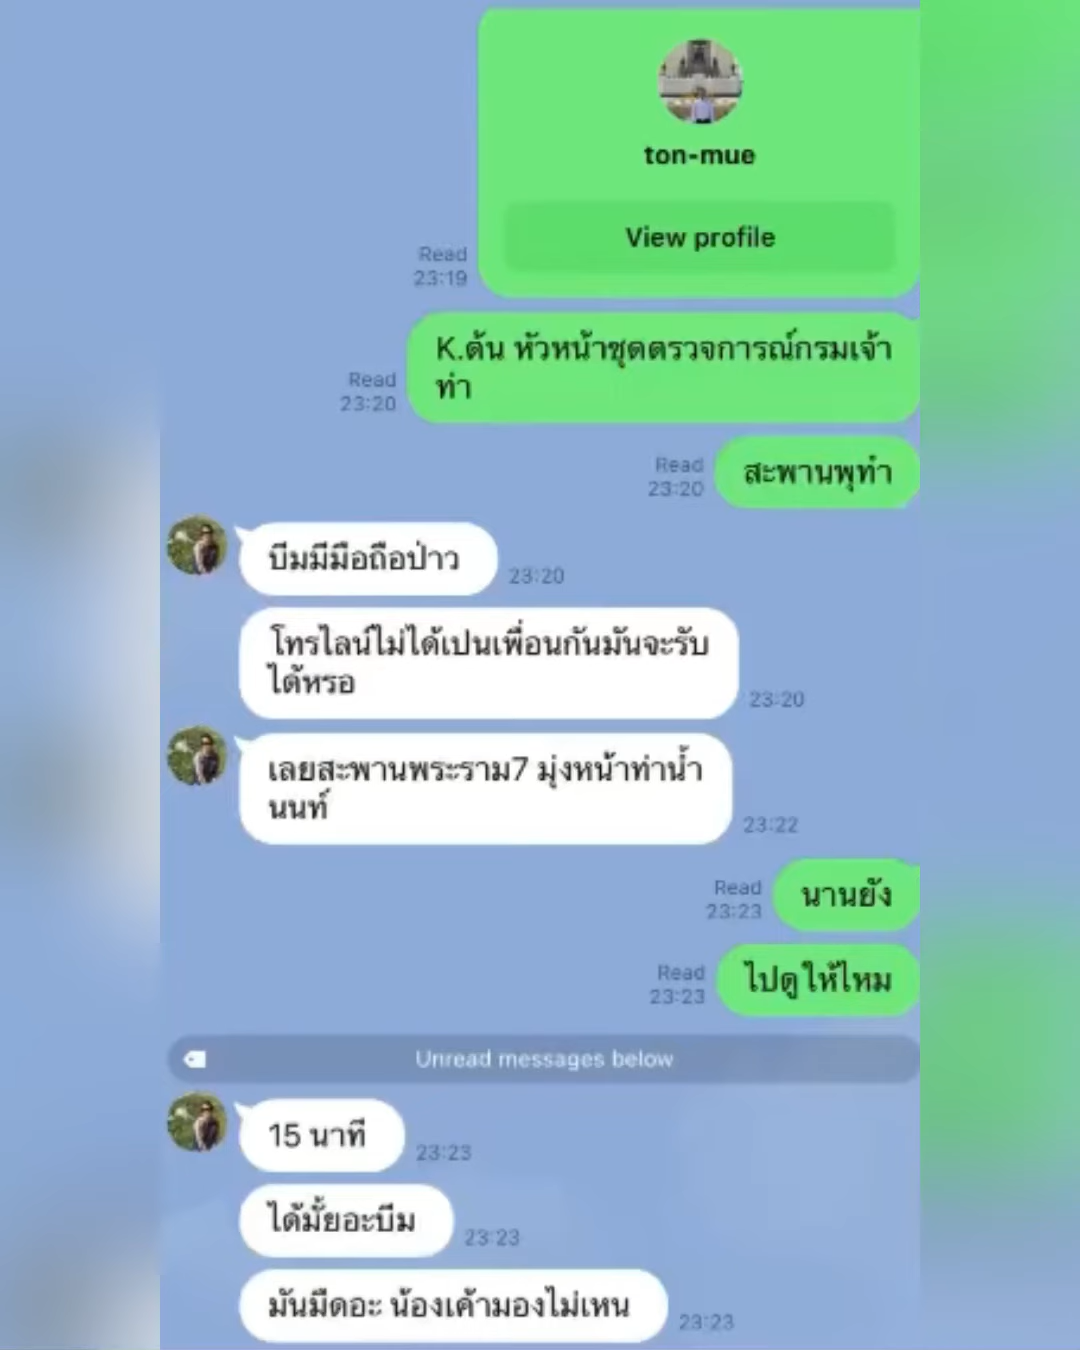 ton-mue
View profile
Read
23:19
K.ต้น หัวหน้าชุดตรวจการณ์กรมเจ้า
ท่า
Read
23:20
สะพานพุทำ
Read
23:20
บีมมีมือถือป่าว
23:20
โทรไลน์ไม่ได้เปนเพื่อนกันมันจะรับ
ได้หรอ
23:20
เลยสะพานพระราม7 มุ่งหน้าท่าน้ำ
นนท์
23:22
นานยัง
Read
23:23
ไปดูให้ไหม
Read
23:23
Unread messages below
15 นาที
23:23
ได้มั้ยอะบีม
23:23
มันมืดอะ น้องเค้ามองไม่เหน
23:23